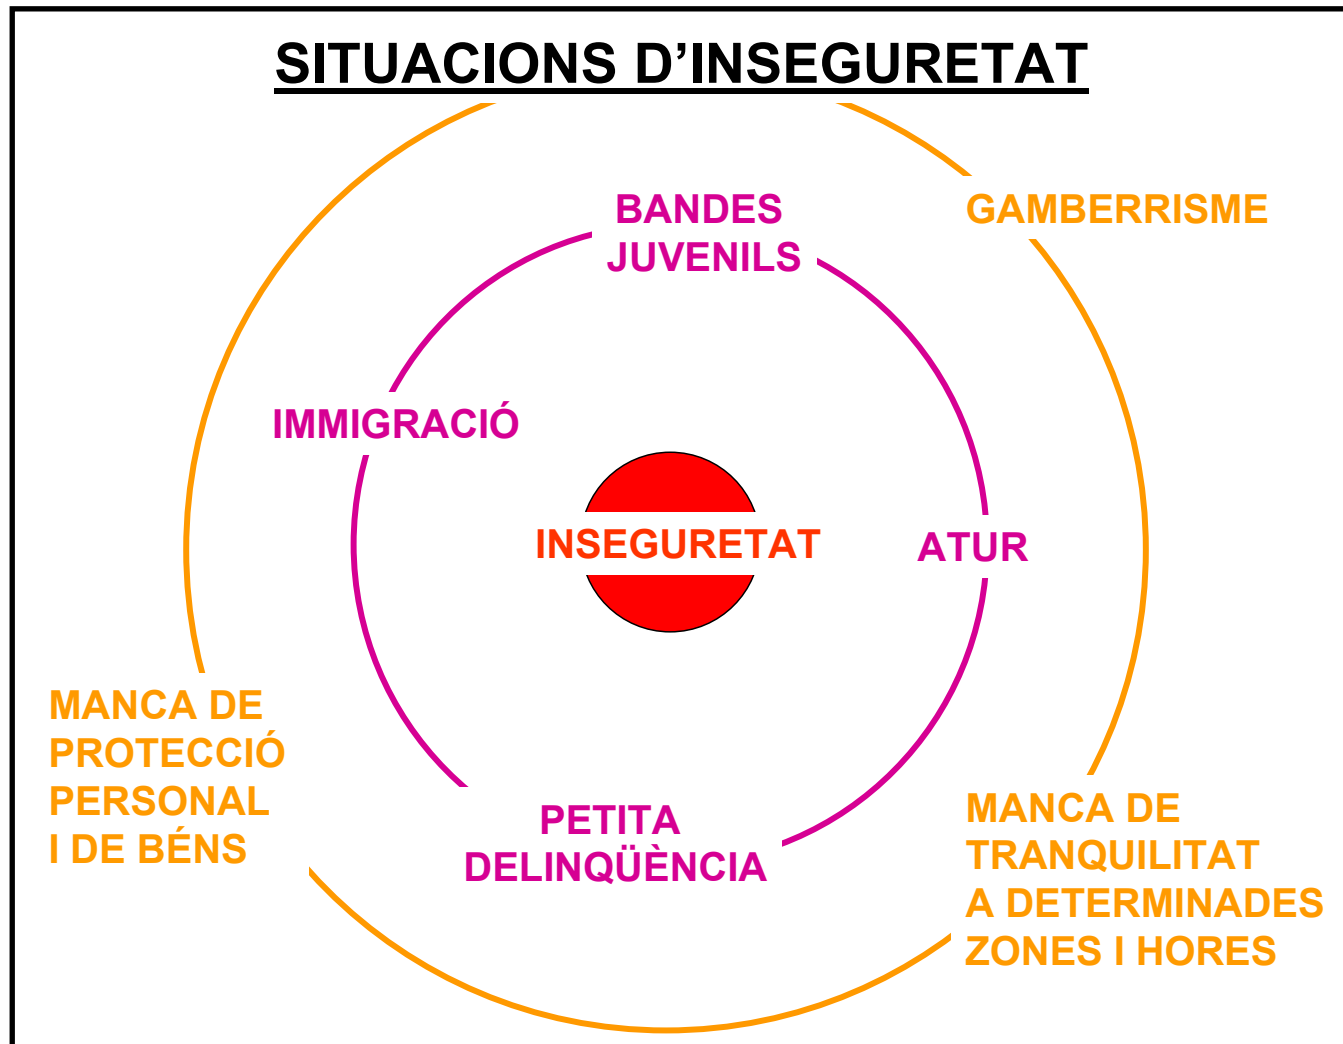 SITUACIONS D’INSEGURETAT
BANDES
JUVENILS
GAMBERRISME
IMMIGRACIÓ
INSEGURETAT
ATUR
MANCA DE
PROTECCIÓ
PERSONAL
I DE BÉNS
PETITA
DELINQÜÈNCIA
MANCA DE
TRANQUILITAT
A DETERMINADES
ZONES I HORES